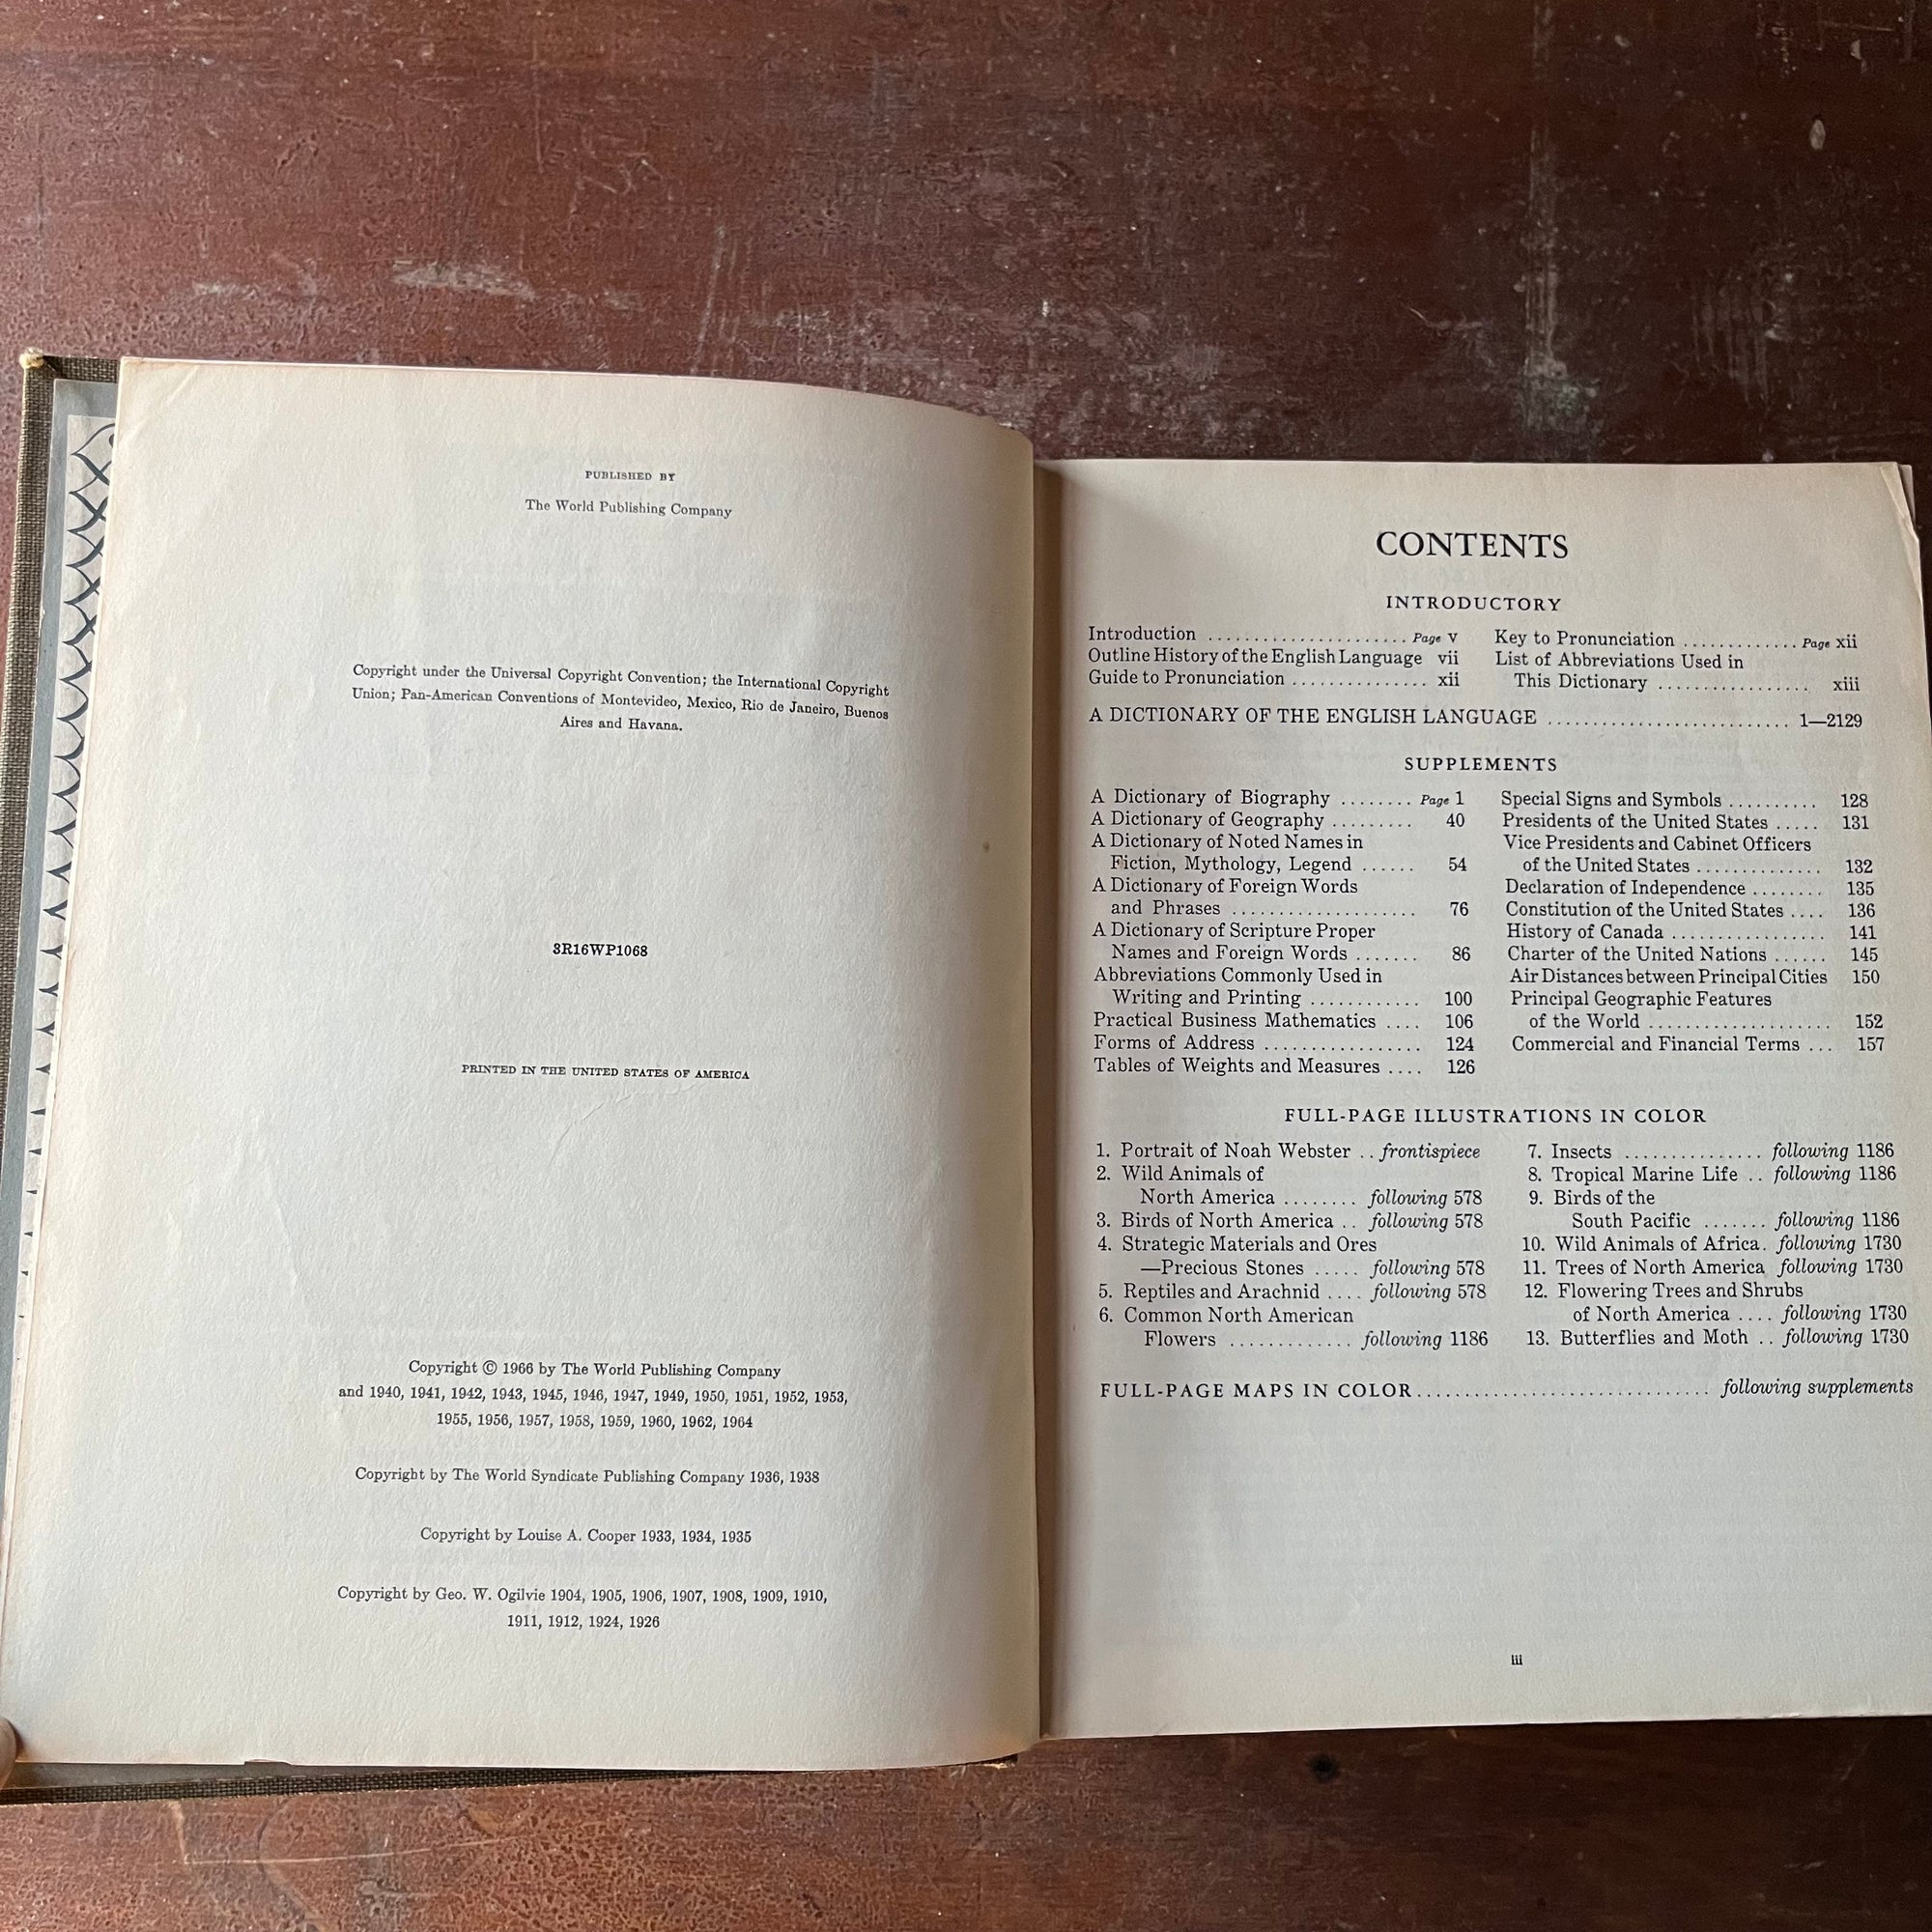 PUBLISHED BY
The World Publishing Company
Copyright under the Universal Copyright Convention; the International Copyright
Union; Pan-American Conventions of Montevideo, Mexico, Rio de Janeiro, Buenos
Aires and Havana.
3R16WP1068
PRINTED IN THE UNITED STATES OF AMERICA
Copyright © 1966 by The World Publishing Company
and 1940, 1941, 1942, 1943, 1945, 1946, 1947, 1949, 1950, 1951, 1952, 1953,
1955, 1956, 1957, 1958, 1959, 1960, 1962, 1964
Copyright by The World Syndicate Publishing Company 1936, 1938
Copyright by Louise A. Cooper 1933, 1934, 1935
Copyright by Geo. W. Ogilvie 1904, 1905, 1906, 1907, 1908, 1909, 1910,
1911, 1912, 1924, 1926
CONTENTS
INTRODUCTORY
Introduction ...................... Page v
Outline History of the English Language vii
Guide to Pronunciation ............... xii
Key to Pronunciation ............. Page xii
List of Abbreviations Used in
This Dictionary ................. xiii
A DICTIONARY OF THE ENGLISH LANGUAGE .......................... 1—2129
SUPPLEMENTS
A Dictionary of Biography ........ Page 1
A Dictionary of Geography ......... 40
A Dictionary of Noted Names in
Fiction, Mythology, Legend ...... 54
A Dictionary of Foreign Words
and Phrases .................... 76
A Dictionary of Scripture Proper
Names and Foreign Words ....... 86
Abbreviations Commonly Used in
Writing and Printing ............ 100
Practical Business Mathematics .... 106
Forms of Address ................. 124
Tables of Weights and Measures .... 126
Special Signs and Symbols .......... 128
Presidents of the United States ..... 131
Vice Presidents and Cabinet Officers
of the United States .............. 132
Declaration of Independence ........ 135
Constitution of the United States .... 136
History of Canada ................. 141
Charter of the United Nations ...... 145
Air Distances between Principal Cities 150
Principal Geographic Features
of the World .................... 152
Commercial and Financial Terms ... 157
FULL-PAGE ILLUSTRATIONS IN COLOR
1. Portrait of Noah Webster .. frontispiece
2. Wild Animals of
North America ........ following 578
3. Birds of North America .. following 578
4. Strategic Materials and Ores
—Precious Stones ..... following 578
5. Reptiles and Arachnid .... following 578
6. Common North American
Flowers ............. following 1186
7. Insects ............... following 1186
8. Tropical Marine Life .. following 1186
9. Birds of the
South Pacific ....... following 1186
10. Wild Animals of Africa. following 1730
11. Trees of North America following 1730
12. Flowering Trees and Shrubs
of North America .... following 1730
13. Butterflies and Moth .. following 1730
FULL-PAGE MAPS IN COLOR................................ following supplements
iii